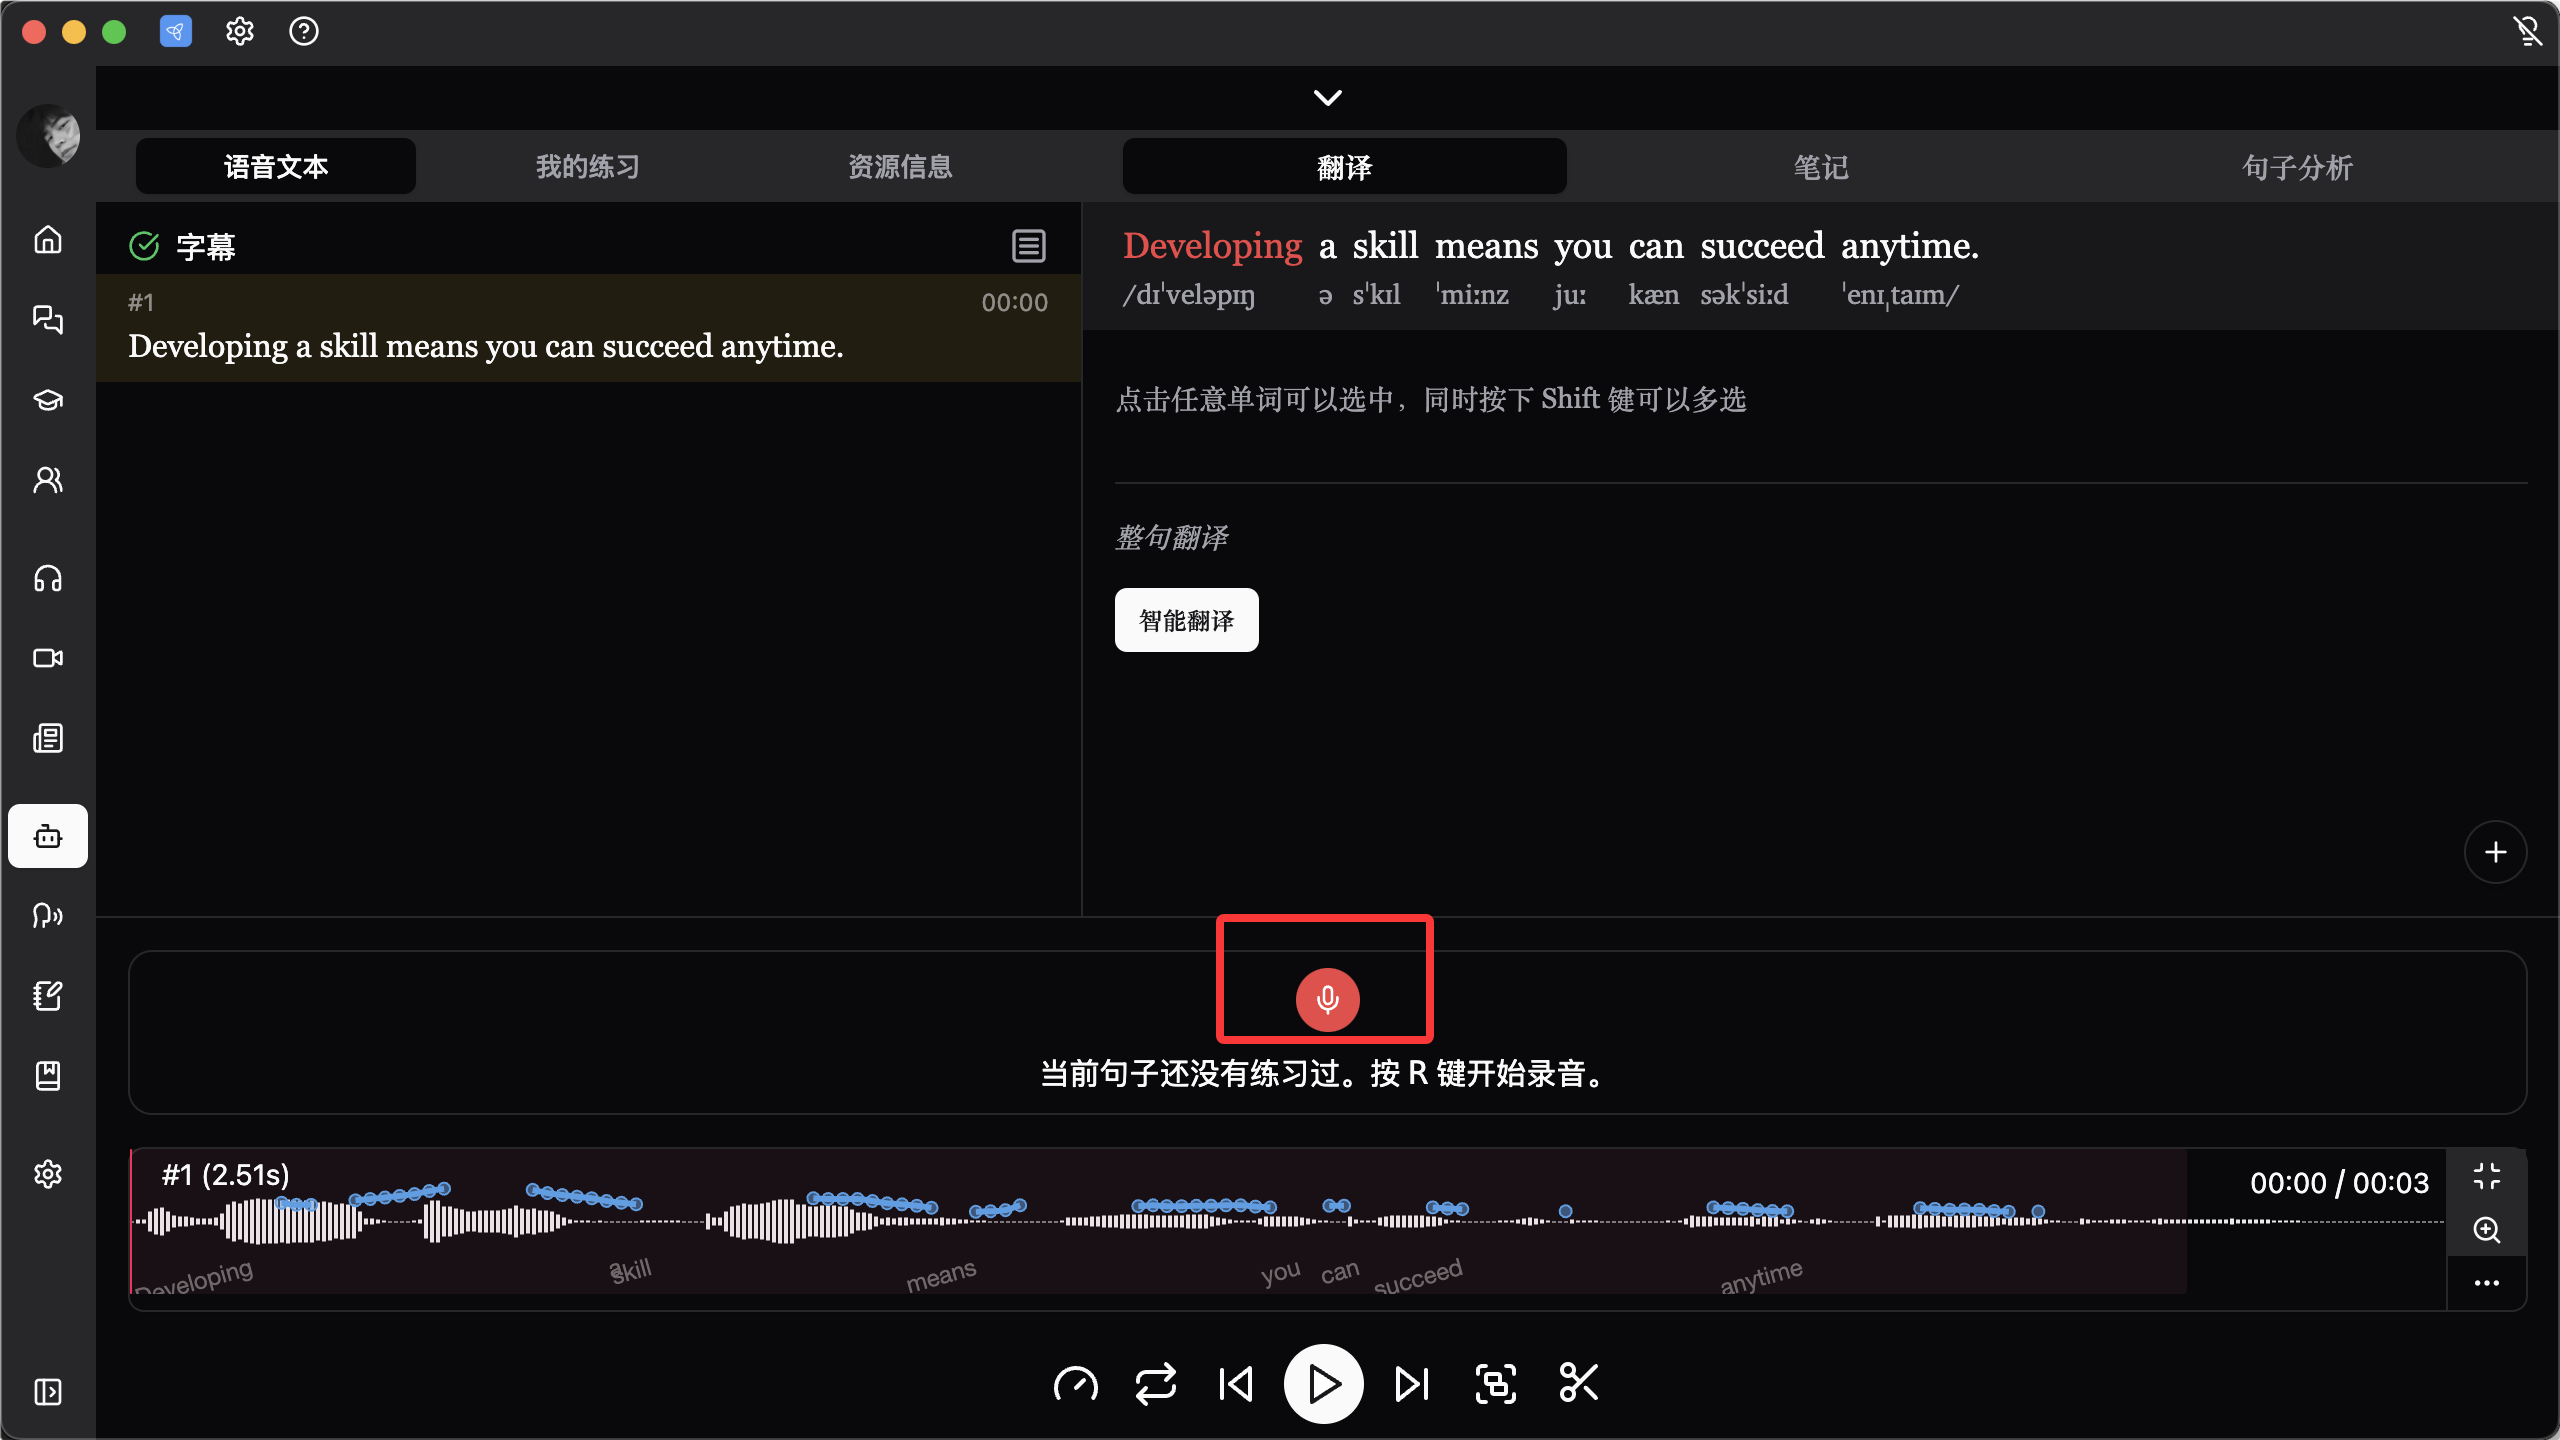 语音文本
我的练习
资源信息
翻译
笔记
句子分析
字幕
#1
00:00
Developing a skill means you can succeed anytime.
Developing a skill means you can succeed anytime.
/dɪˈveləpɪŋ ə sˈkɪl ˈmiːnz juː kæn səkˈsiːd ˈenɪˌtaɪm/
点击任意单词可以选中，同时按下 Shift 键可以多选
整句翻译
智能翻译
当前句子还没有练习过。按 R 键开始录音。
#1 (2.51s)
00:00 / 00:03
Developing
a
skill
means
you
can
succeed
anytime